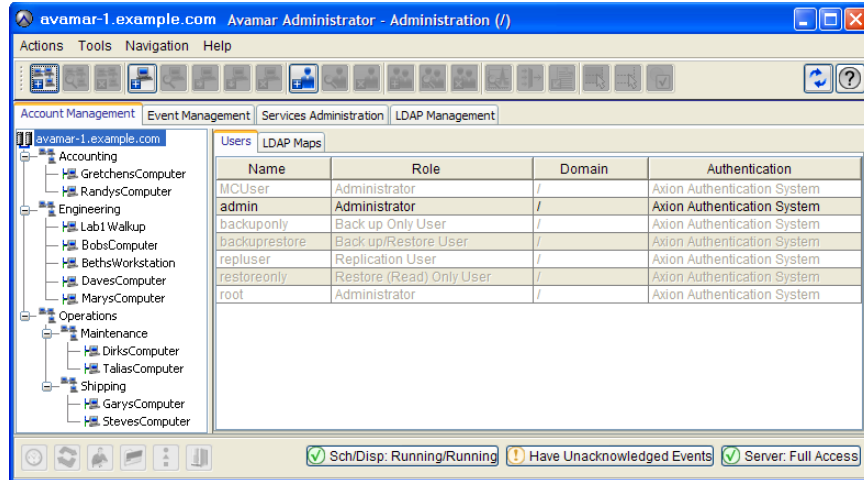 avamar-1.example.com Avamar Administrator - Administration (/)
Actions Tools Navigation Help
Account Management Event Management Services Administration LDAP Management
avamar-1.example.com
Accounting
GretchensComputer
RandysComputer
Engineering
Lab1 Walkup
BobsComputer
BethsWorkstation
DavesComputer
MarysComputer
Operations
Maintenance
DirksComputer
TaliasComputer
Shipping
GarysComputer
StevesComputer
Users LDAP Maps
Name Role Domain Authentication
MCUser Administrator / Axion Authentication System
admin Administrator / Axion Authentication System
backuponly Back up Only User / Axion Authentication System
backuprestore Back up/Restore User / Axion Authentication System
repluser Replication User / Axion Authentication System
restoreonly Restore (Read) Only User / Axion Authentication System
root Administrator / Axion Authentication System
Sch/Disp: Running/Running Have Unacknowledged Events Server: Full Access